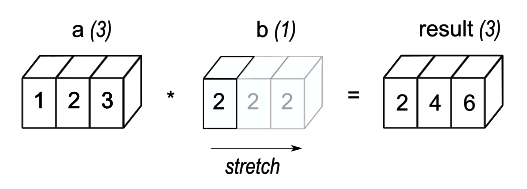 a (3) b (1) result (3)
1 2 3 * 2 2 2 = 2 4 6
stretch